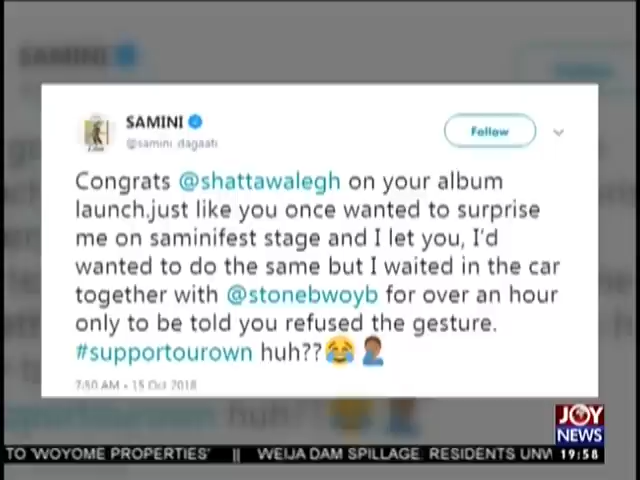 SAMINI
SAMINI
@samini_dagaati
Follow
Congrats @shattawalegh on your album
launch.just like you once wanted to surprise
me on saminifest stage and I let you, I'd
wanted to do the same but I waited in the car
together with @stonebwoyb for over an hour
only to be told you refused the gesture.
#supportourown huh??😂🤦🏾‍♂️
7:50 AM - 15 Oct 2018
JOY
NEWS
TO 'WOYOME PROPERTIES' || WEIJA DAM SPILLAGE: RESIDENTS UNW
19:58